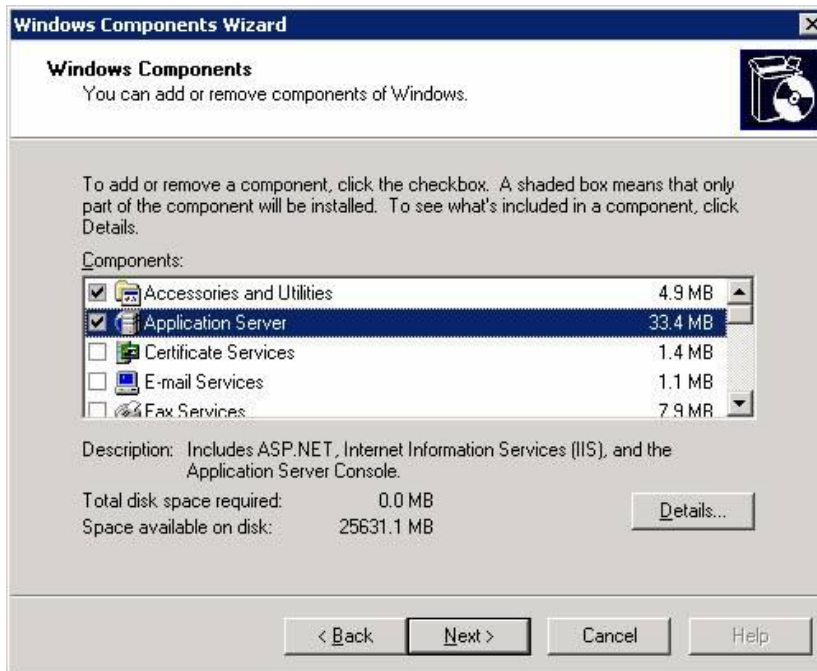 Windows Components Wizard
Windows Components
You can add or remove components of Windows.
To add or remove a component, click the checkbox. A shaded box means that only
part of the component will be installed. To see what's included in a component, click
Details.
Components:
Accessories and Utilities 4.9 MB
Application Server 33.4 MB
Certificate Services 1.4 MB
E-mail Services 1.1 MB
Fax Services 7.9 MB
Description: Includes ASP.NET, Internet Information Services (IIS), and the
Application Server Console.
Total disk space required: 0.0 MB
Space available on disk: 25631.1 MB
Details...
< Back Next > Cancel Help